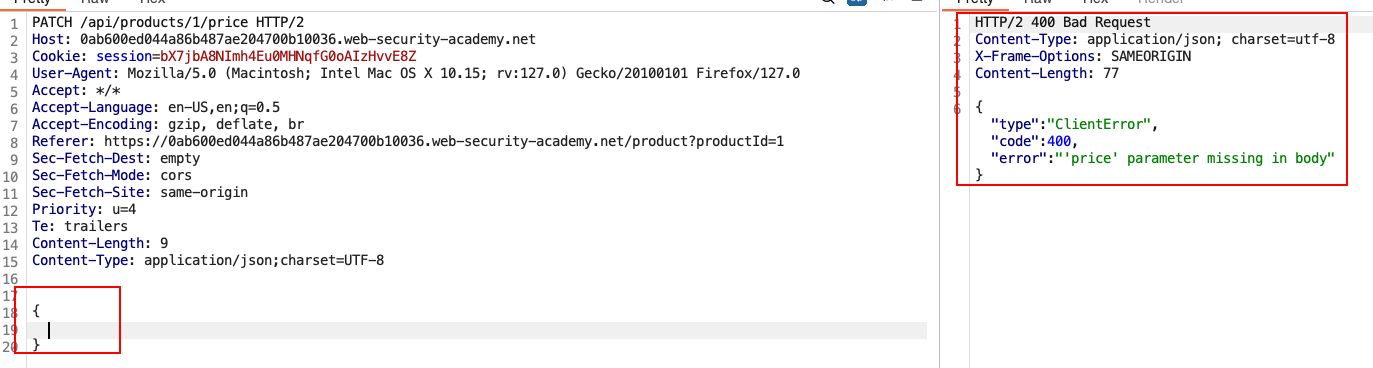 Pretty Raw Hex
1 PATCH /api/products/1/price HTTP/2
2 Host: 0ab600ed044a86b487ae204700b10036.web-security-academy.net
3 Cookie: session=bX7jbA8NImh4Eu0MHNqfG0oAIzHvvE8Z
4 User-Agent: Mozilla/5.0 (Macintosh; Intel Mac OS X 10.15; rv:127.0) Gecko/20100101 Firefox/127.0
5 Accept: */*
6 Accept-Language: en-US,en;q=0.5
7 Accept-Encoding: gzip, deflate, br
8 Referer: https://0ab600ed044a86b487ae204700b10036.web-security-academy.net/product?productId=1
9 Sec-Fetch-Dest: empty
10 Sec-Fetch-Mode: cors
11 Sec-Fetch-Site: same-origin
12 Priority: u=4
13 Te: trailers
14 Content-Length: 9
15 Content-Type: application/json;charset=UTF-8
16
17
18 {
19
20 }
Pretty Raw Hex Render
1 HTTP/2 400 Bad Request
2 Content-Type: application/json; charset=utf-8
3 X-Frame-Options: SAMEORIGIN
4 Content-Length: 77
5
6 {
"type":"ClientError",
"code":400,
"error":"'price' parameter missing in body"
}